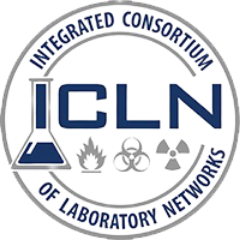 INTEGRATED CONSORTIUM
ICLN
OF LABORATORY NETWORKS